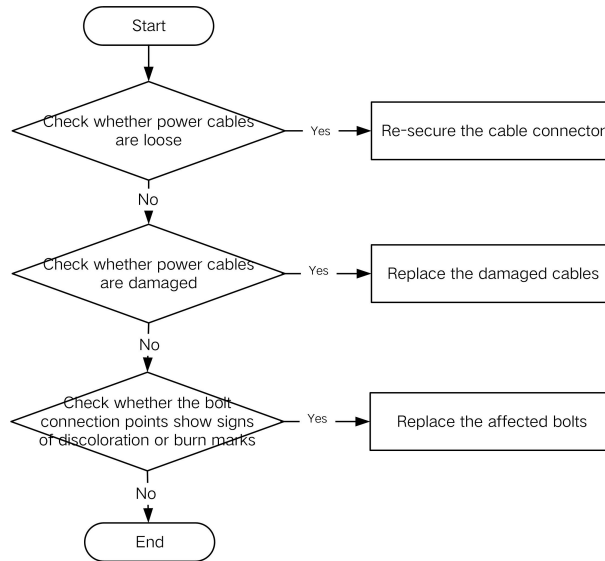 Start
Check whether power cables
are loose
Yes
Re-secure the cable connector
No
Check whether power cables
are damaged
Yes
Replace the damaged cables
No
Check whether the bolt
connection points show signs
of discoloration or burn marks
Yes
Replace the affected bolts
No
End